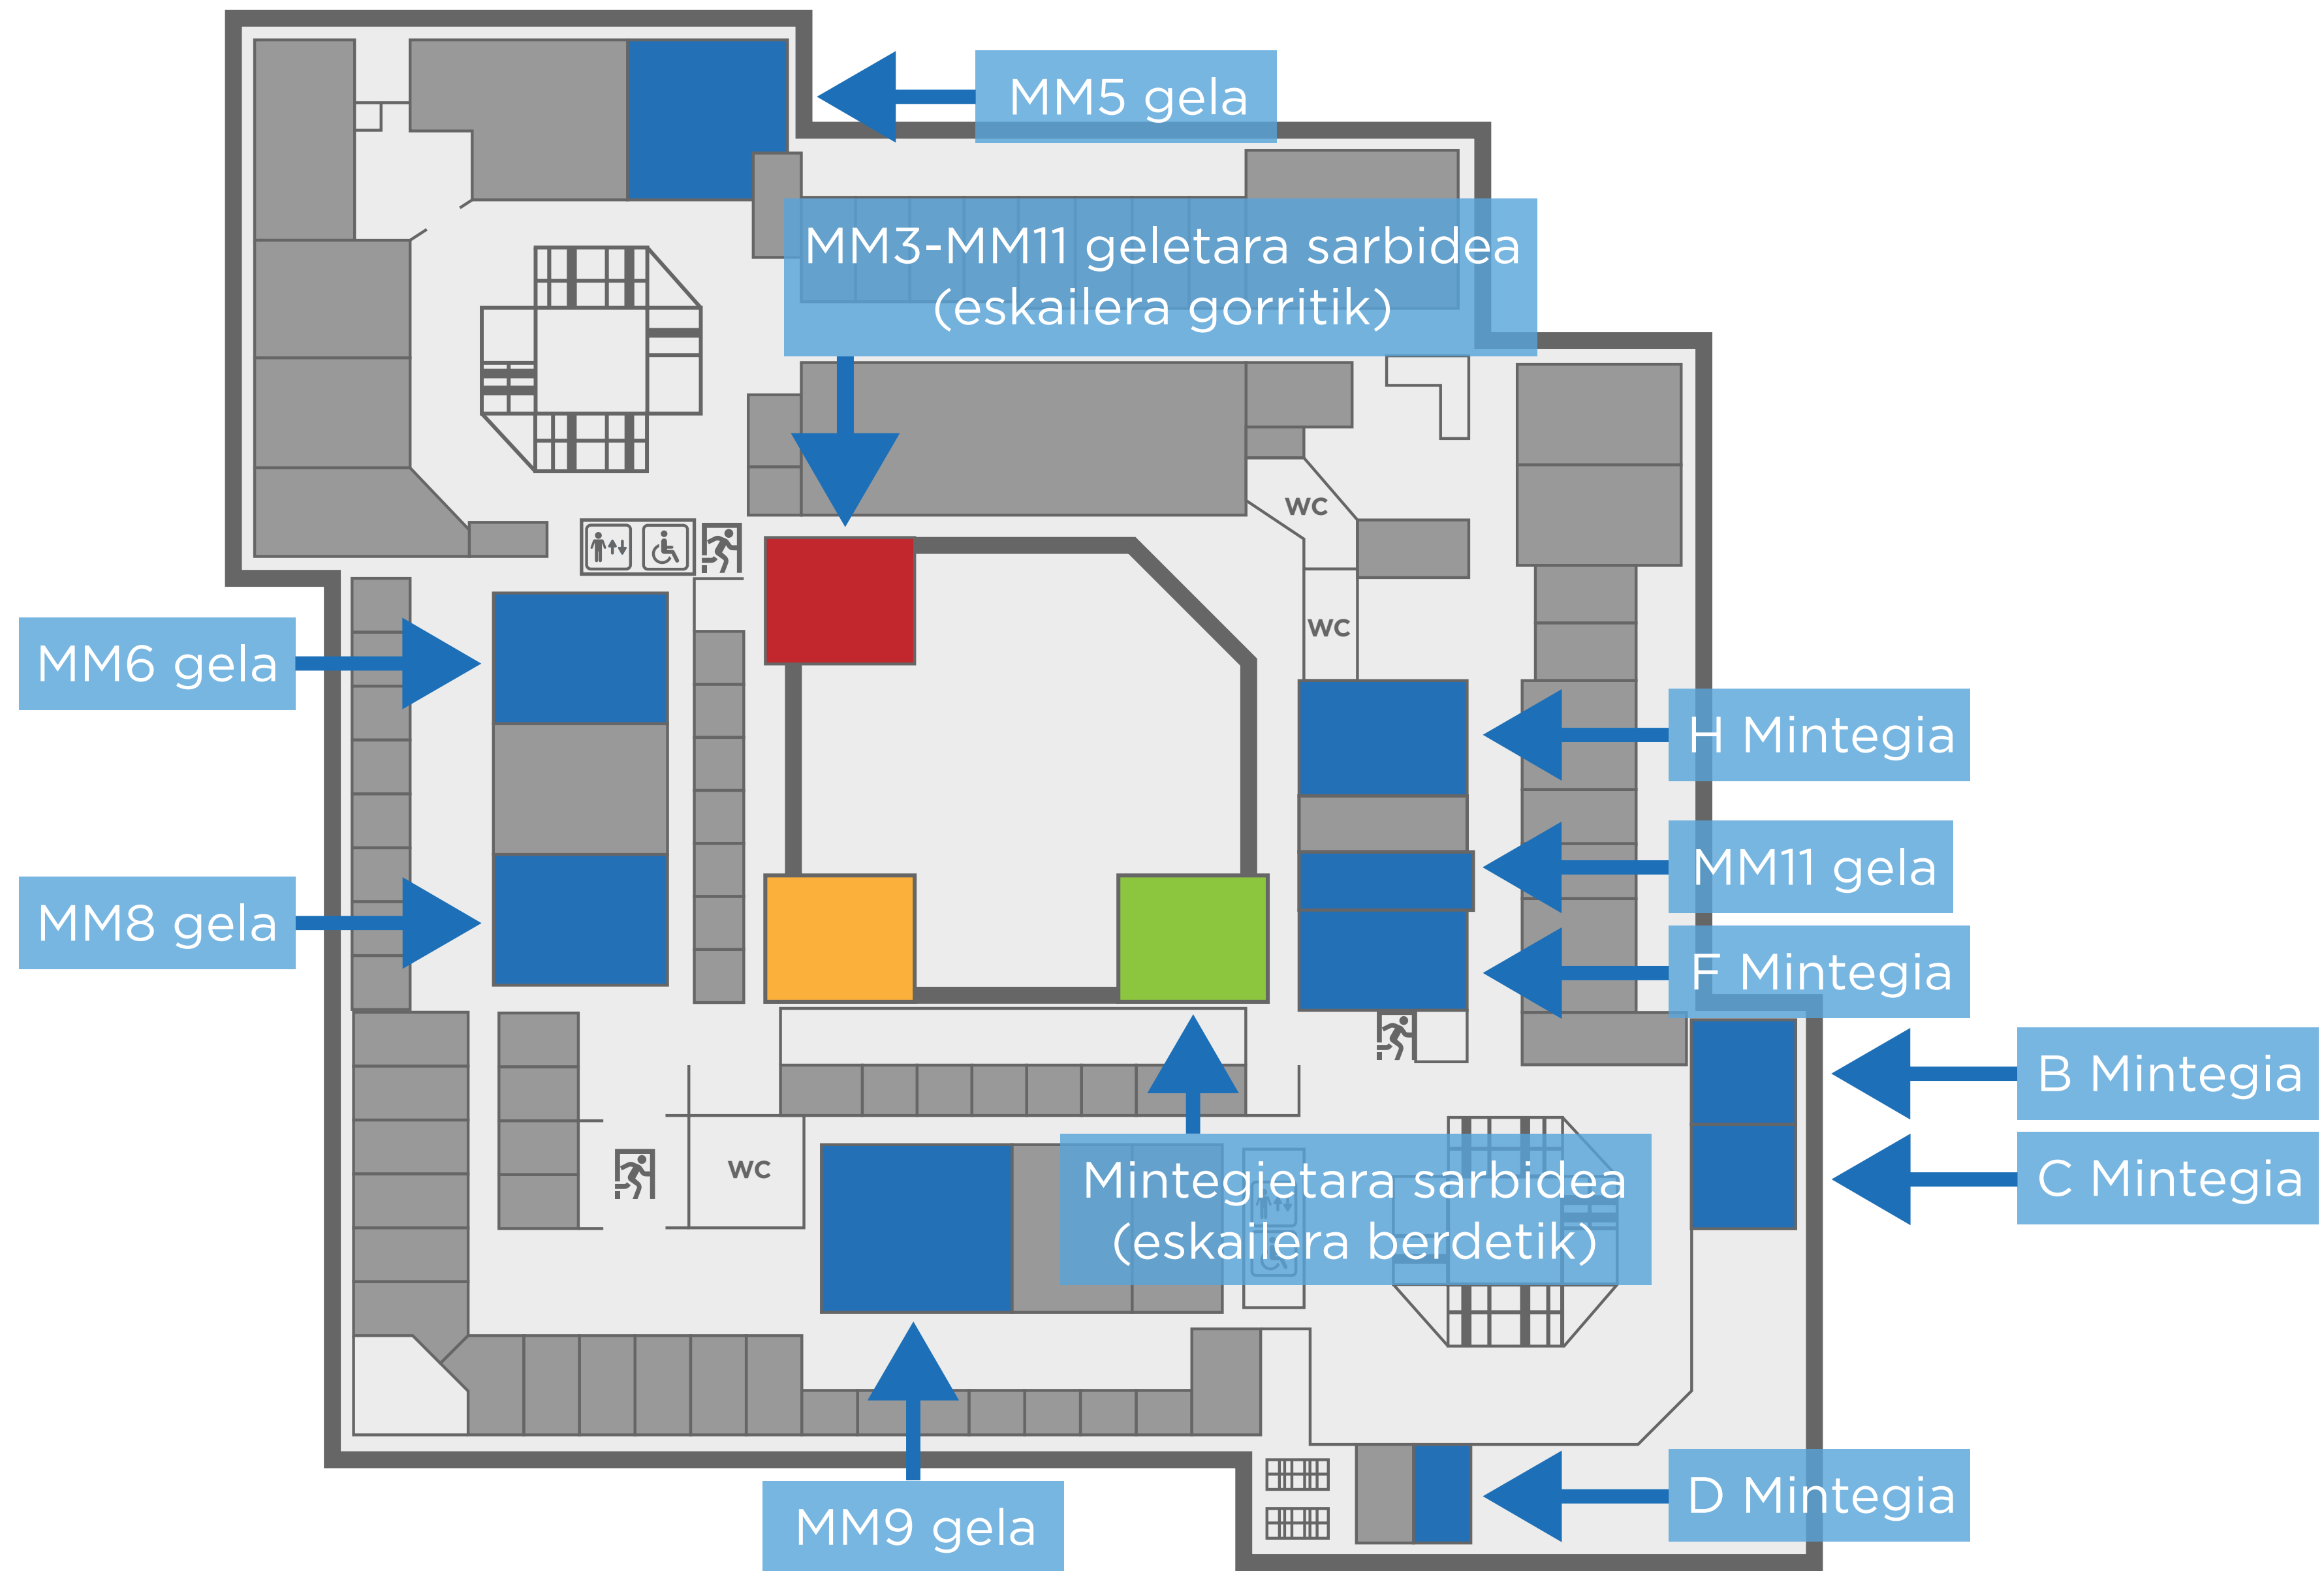 MM5 gela
MM3-MM11 geletara sarbidea
(eskailera gorritik)
wc
wc
MM6 gela
H Mintegia
MM11 gela
MM8 gela
F Mintegia
B Mintegia
wc
Mintegietara sarbidea
(eskailera berdetik)
C Mintegia
MM9 gela
D Mintegia